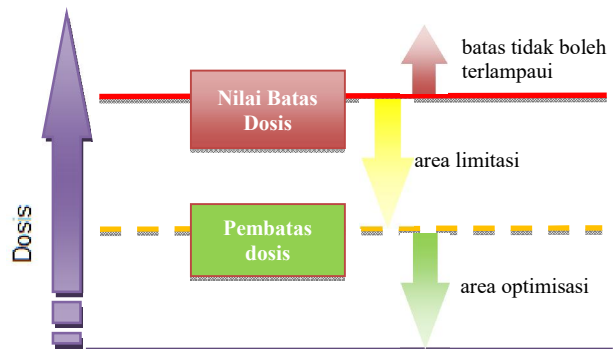 batas tidak boleh
terlampaui
Nilai Batas
Dosis
area limitasi
Pembatas
dosis
area optimisasi
Dosis